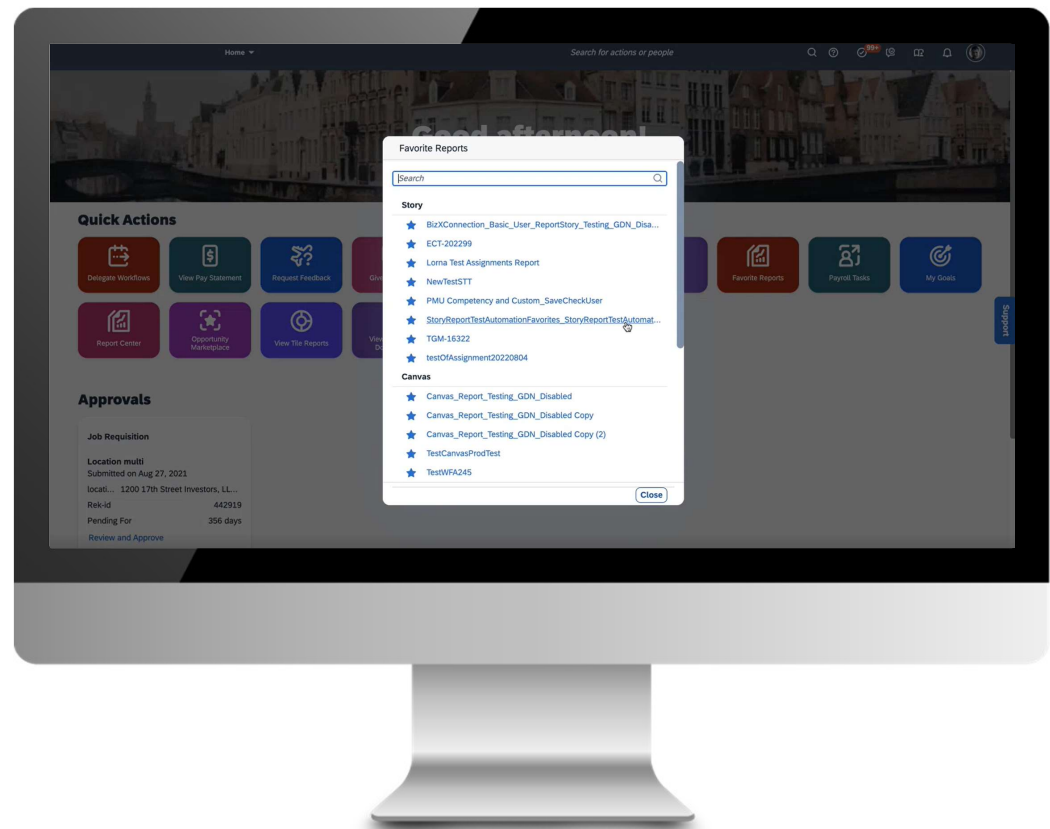 Home
Search for actions or people
99+
Good afternoon!
Favorite Reports
Search
Quick Actions
Story
BizXConnection_Basic_User_ReportStory_Testing_GDN_Disa...
ECT-202299
Lorna Test Assignments Report
NewTestSTT
PMU Competency and Custom_SaveCheckUser
StoryReportTestAutomationFavorites_StoryReportTestAutomat...
TGM-16322
testOfAssignment20220804
Canvas
Canvas_Report_Testing_GDN_Disabled
Canvas_Report_Testing_GDN_Disabled Copy
Canvas_Report_Testing_GDN_Disabled Copy (2)
TestCanvasProdTest
TestWFA245
Close
Delegate Workflows
View Pay Statement
Request Feedback
Favorite Reports
Payroll Tasks
My Goals
Report Center
Opportunity
Marketplace
View Tile Reports
Support
Approvals
Job Requisition
Location multi
Submitted on Aug 27, 2021
locati... 1200 17th Street Investors, LL...
Rek-id 442919
Pending For 356 days
Review and Approve